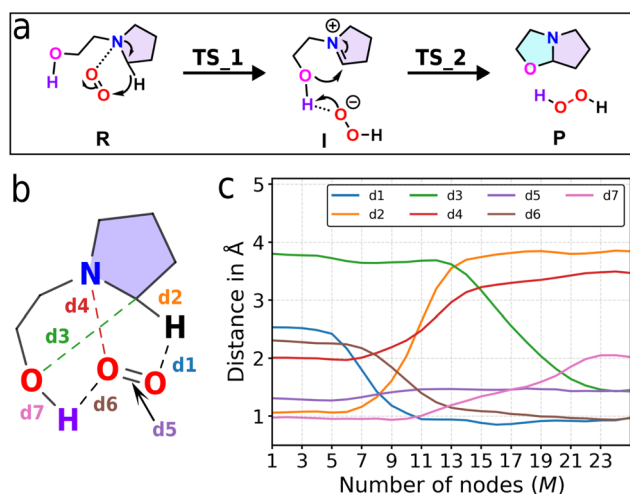 a
N
O
H
O
O
H
R
TS_1
⊕
N
O
H
⊖
O
O-H
I
TS_2
N
O
H
O
O
H
P
b
N
d4
d2
d3
H
O
O
O
d1
H
d7
d6
d5
c
d1 d3 d5 d7
d2 d4 d6
Distance in Å
5
4
3
2
1
1 3 5 7 9 11 13 15 17 19 21 23
Number of nodes (M)